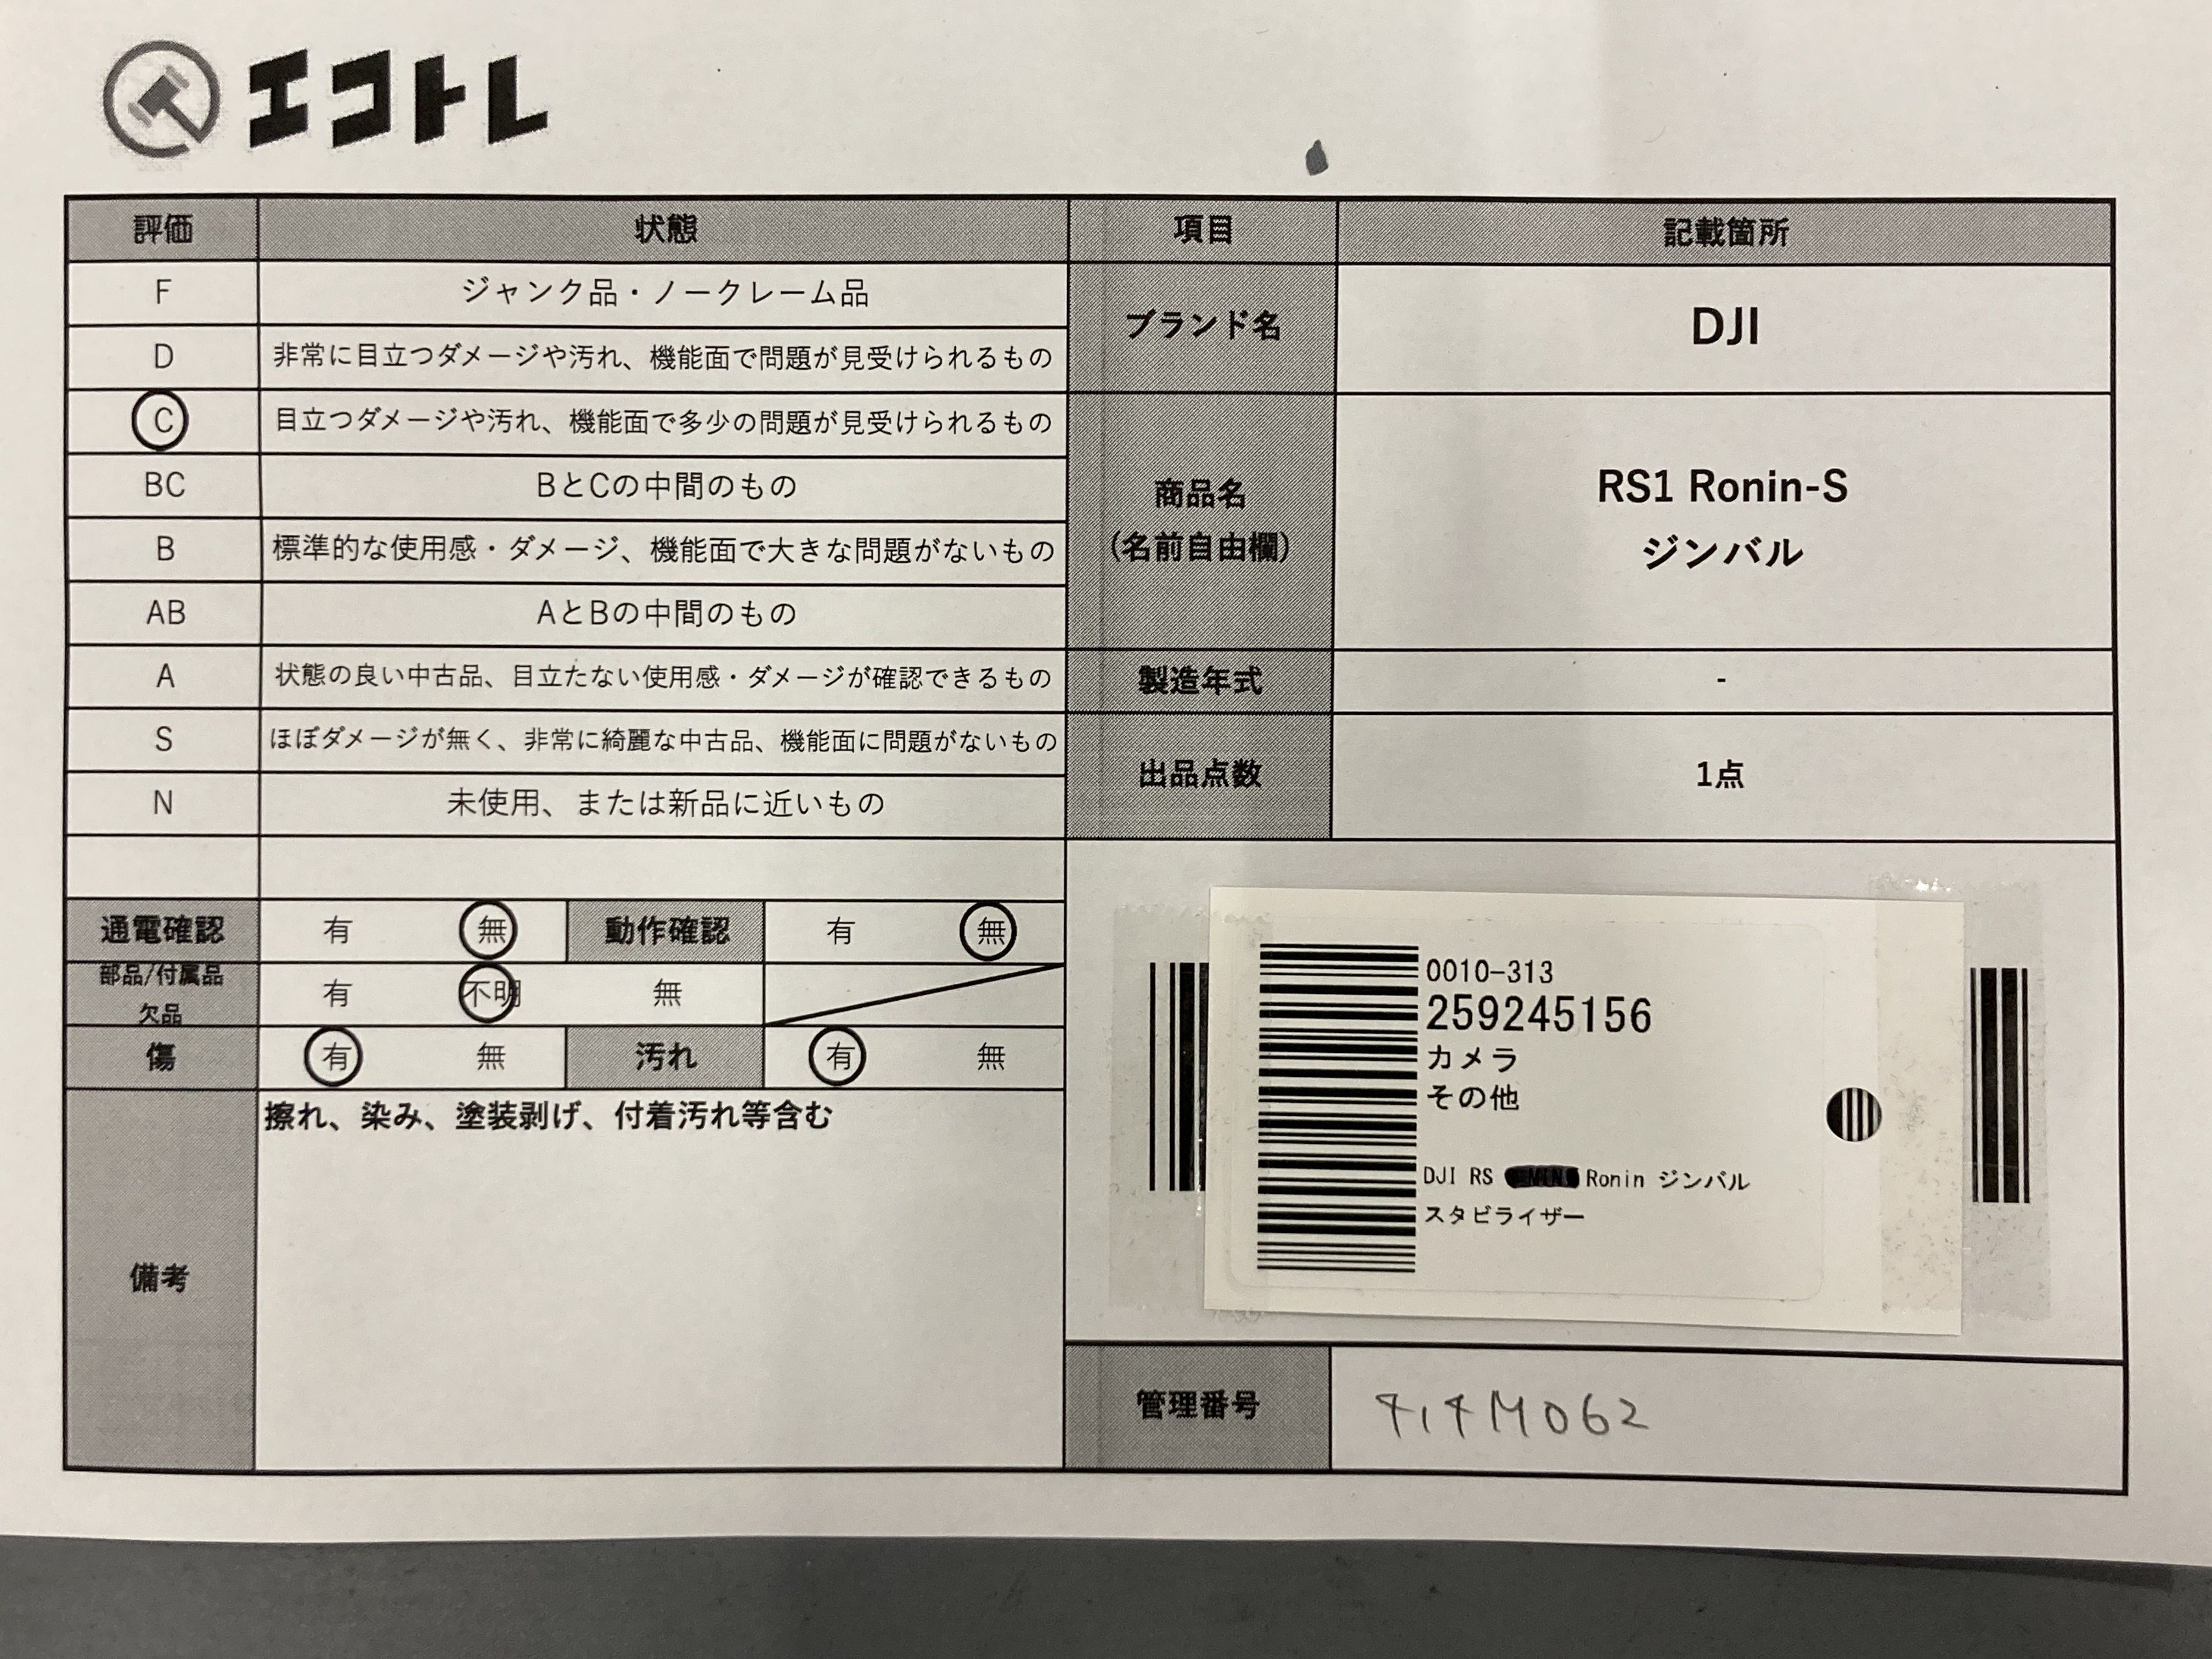 エコトレ
評価 状態 項目 記載箇所
F ジャンク品・ノークレーム品
D 非常に目立つダメージや汚れ、機能面で問題が見受けられるもの
ブランド名 DJI
C 目立つダメージや汚れ、機能面で多少の問題が見受けられるもの
BC BとCの中間のもの
B 標準的な使用感・ダメージ、機能面で大きな問題がないもの
AB AとBの中間のもの
商品名
(名前自由欄)
RS1 Ronin-S
ジンバル
A 状態の良い中古品、目立たない使用感・ダメージが確認できるもの
製造年式 -
S ほぼダメージが無く、非常に綺麗な中古品、機能面に問題がないもの
N 未使用、または新品に近いもの
出品点数 1点
通電確認 有 無 動作確認 有 無
部品/付属品
欠品
有 不明 無
傷 有 無 汚れ 有 無
備考
擦れ、染み、塗装剥げ、付着汚れ等含む
0010-313
259245156
カメラ
その他
DJI RS Ronin ジンバル
スタビライザー
管理番号